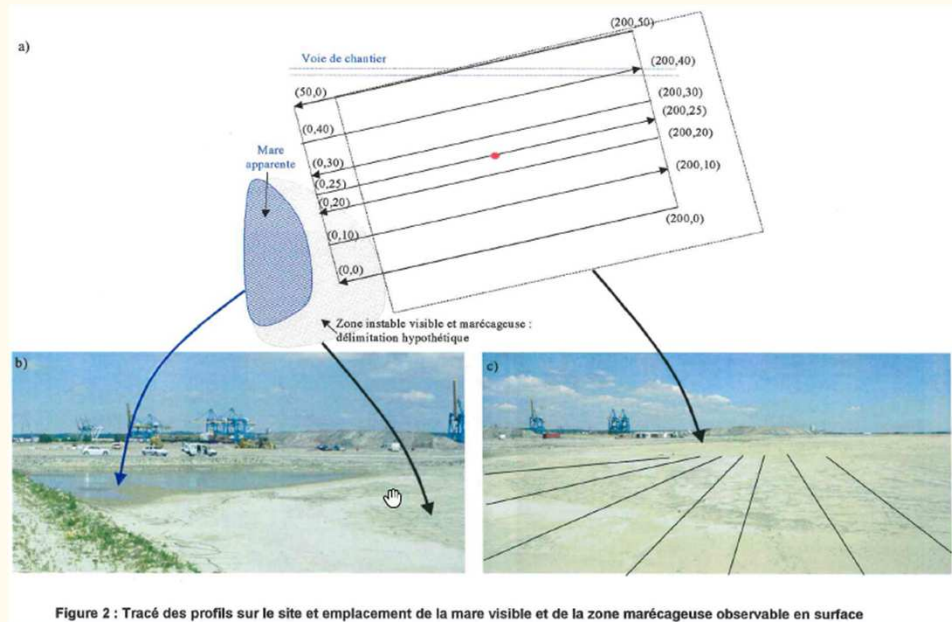 a)
(200,50)
Voie de chantier
(200,40)
(50,0)
(200,30)
(200,25)
(0,40)
(200,20)
Mare
apparente
(200,10)
(0,30)
(0,25)
(0,20)
(200,0)
(0,10)
(0,0)
Zone instable visible et marécageuse :
délimitation hypothétique
b)
c)
Figure 2 : Tracé des profils sur le site et emplacement de la mare visible et de la zone marécageuse observable en surface